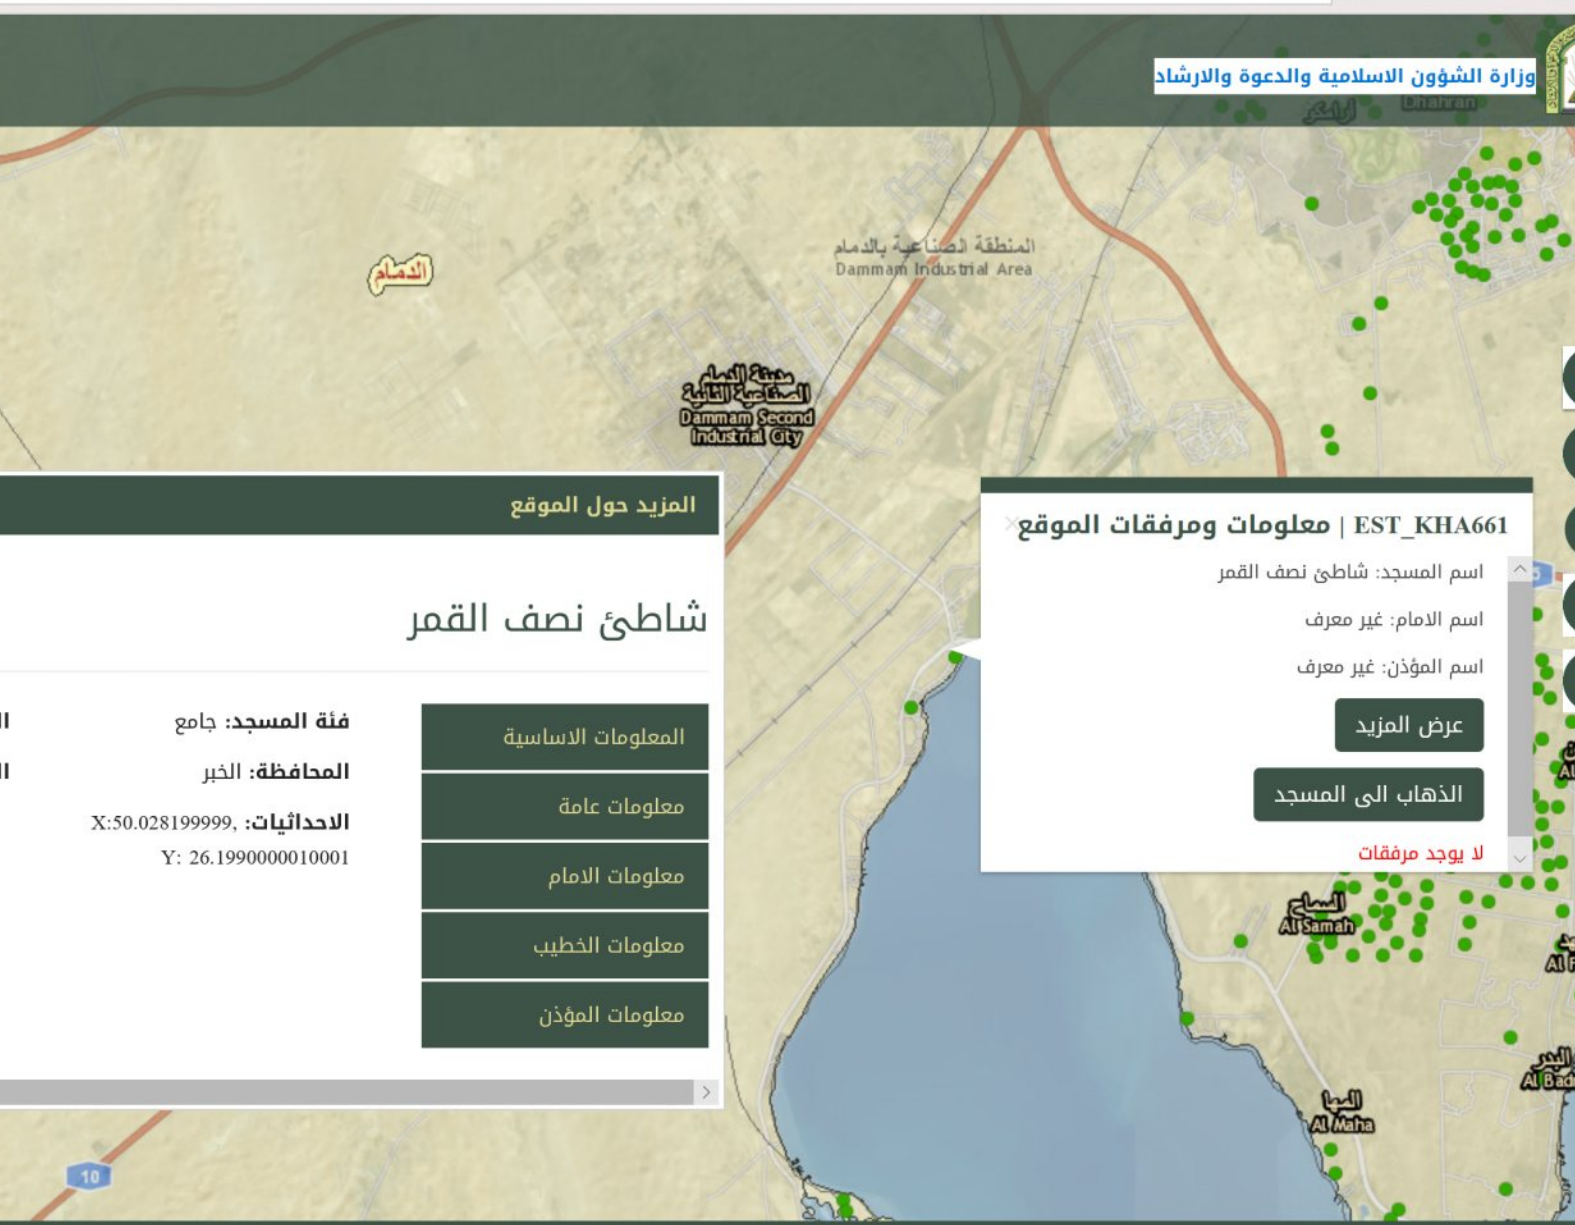 وزارة الشؤون الاسلامية والدعوة والارشاد
أرامكو
Dhahran
المنطقة الصناعية بالدمام
Dammam Industrial Area
الدمام
مدينة الدمام
الصناعية الثانية
Dammam Second
Industrial City
EST_KHA661 | معلومات ومرفقات الموقع
اسم المسجد: شاطئ نصف القمر
اسم الامام: غير معرف
اسم المؤذن: غير معرف
عرض المزيد
الذهاب الى المسجد
لا يوجد مرفقات
المزيد حول الموقع
شاطئ نصف القمر
المعلومات الاساسية
معلومات عامة
معلومات الامام
معلومات الخطيب
معلومات المؤذن
فئة المسجد: جامع
المحافظة: الخبر
الاحداثيات: X:50.028199999,
Y: 26.1990000010001
السماح
Al Samah
المها
Al Maha
البدر
10